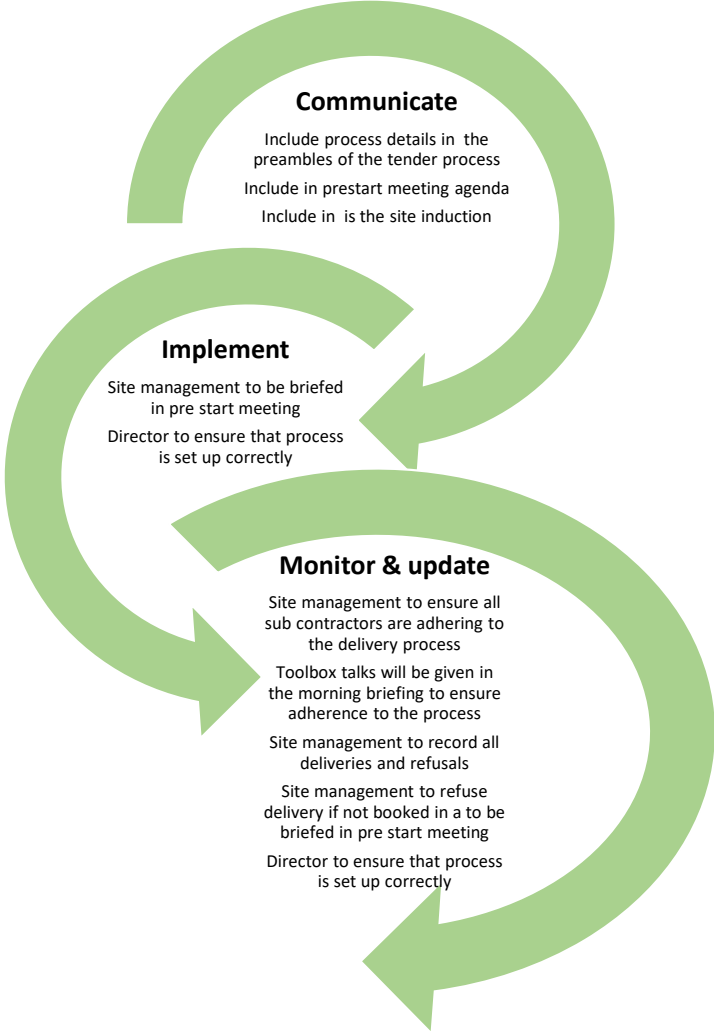 Communicate
Include process details in the
preambles of the tender process
Include in prestart meeting agenda
Include in is the site induction
Implement
Site management to be briefed
in pre start meeting
Director to ensure that process
is set up correctly
Monitor & update
Site management to ensure all
sub contractors are adhering to
the delivery process
Toolbox talks will be given in
the morning briefing to ensure
adherence to the process
Site management to record all
deliveries and refusals
Site management to refuse
delivery if not booked in a to be
briefed in pre start meeting
Director to ensure that process
is set up correctly